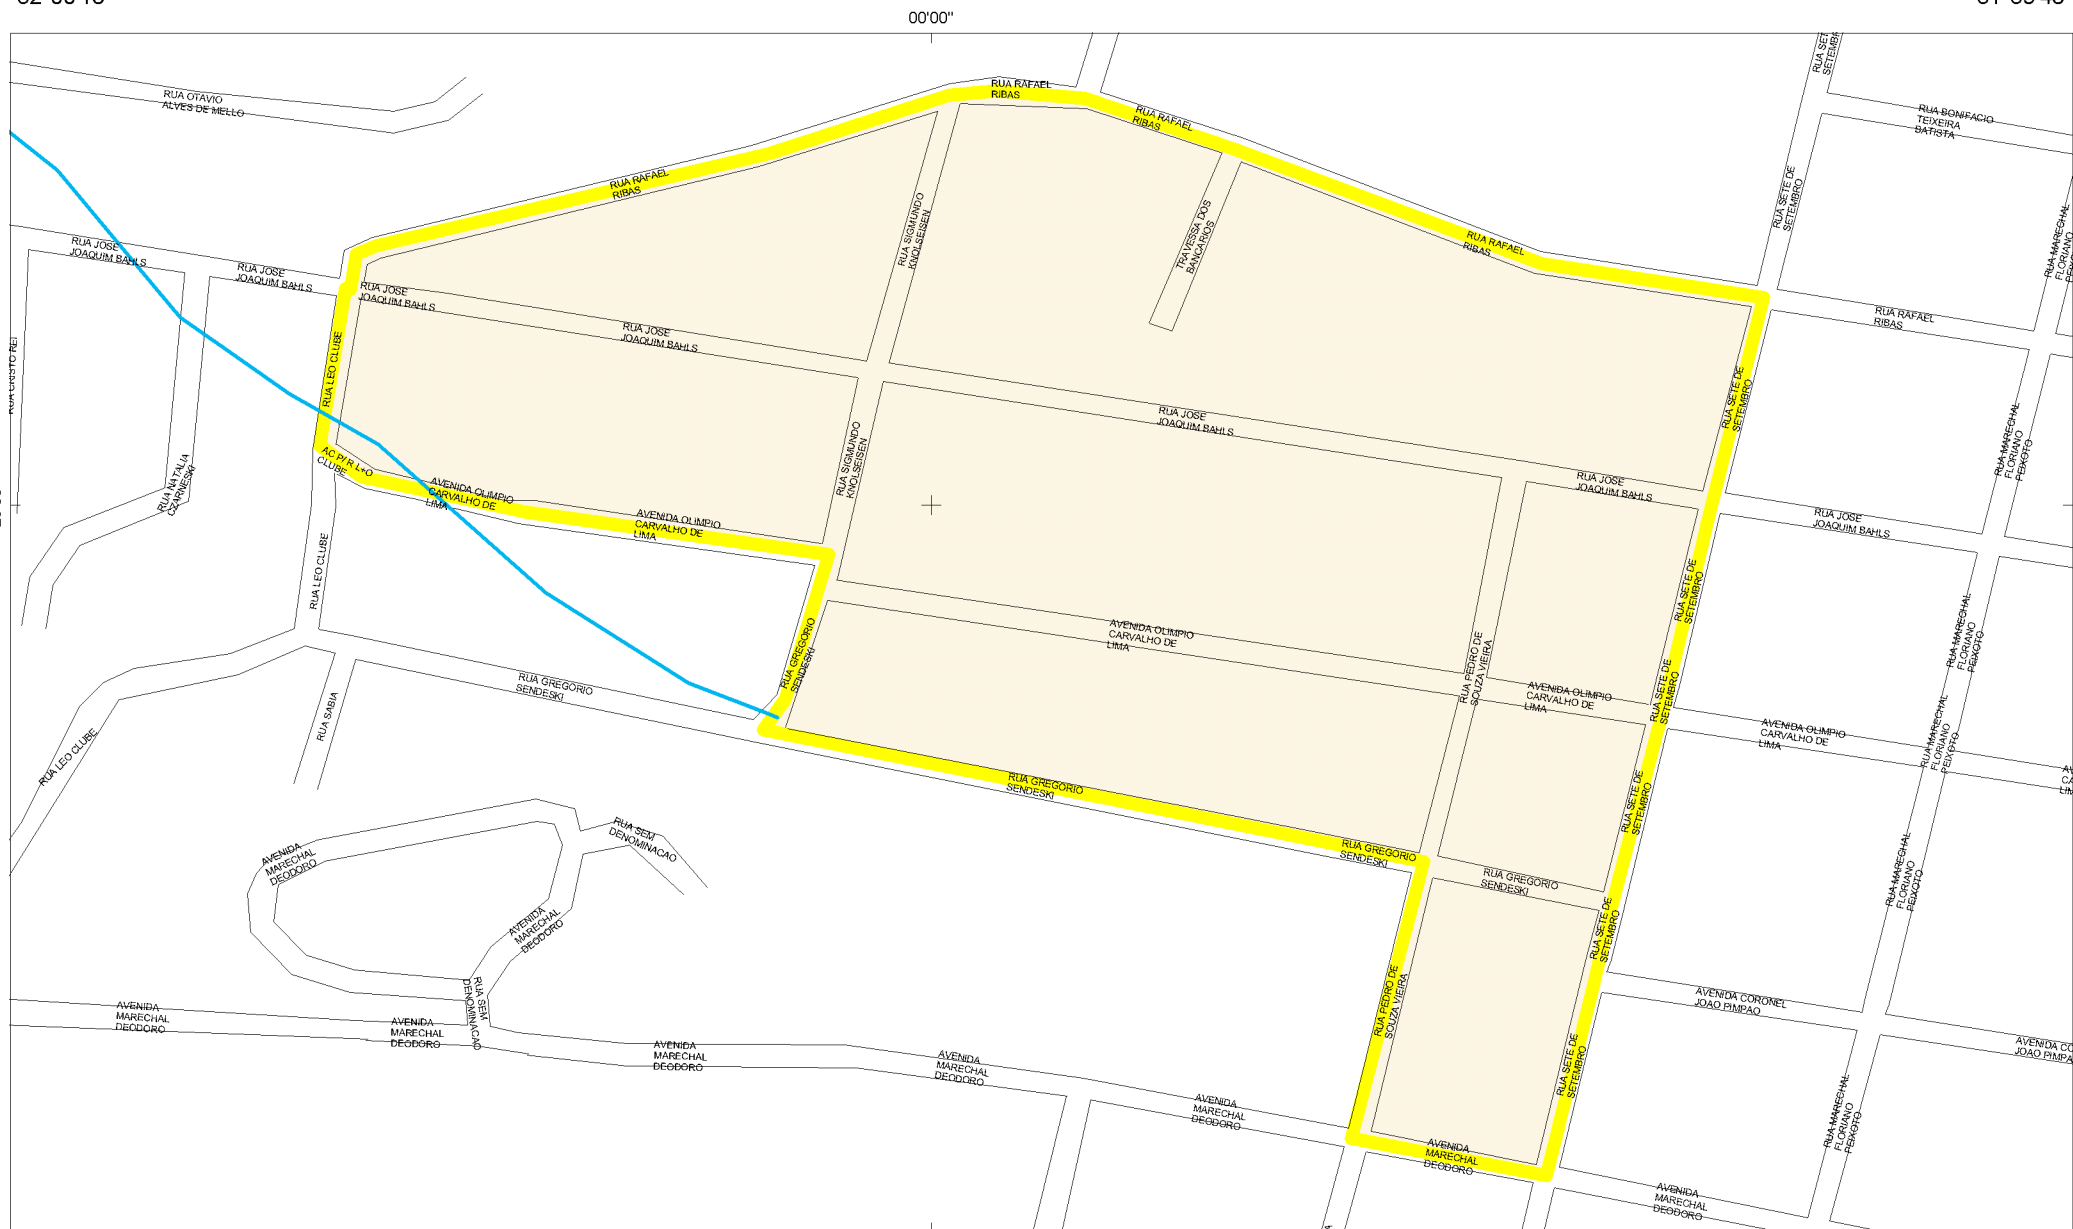 00'00"
RUA OTAVIO
ALVES DE MELLO
RUA RAFAEL
RIBAS
RUA RAFAEL
RIBAS
RUA BONIFACIO
TEIXEIRA
BATISTA
RUA RAFAEL
RIBAS
RUA SETE DE
SETEMBRO
RUA SIGMUNDO
KNOLSEISEN
TRAVESSA DOS
BANCARIOS
RUA RAFAEL
RIBAS
RUA MARECHAL
FLORIANO
RUA JOSE
JOAQUIM BAHLS
RUA JOSE
JOAQUIM BAHLS
RUA JOSE
JOAQUIM BAHLS
RUA JOSE
JOAQUIM BAHLS
RUA RAFAEL
RIBAS
RUA CRISTO REI
RUA LEO CLUBE
RUA SETE DE
SETEMBRO
RUA JOSE
JOAQUIM BAHLS
RUA MARECHAL
FLORIANO
PEIXOTO
RUA NATALIA
CZARNESKI
AC P/ R L+O
CLUBE
RUA SIGMUNDO
KNOLSEISEN
RUA JOSE
JOAQUIM BAHLS
AVENIDA OLIMPIO
CARVALHO DE
LIMA
AVENIDA OLIMPIO
CARVALHO DE
LIMA
RUA JOSE
JOAQUIM BAHLS
RUA LEO CLUBE
RUA SETE DE
SETEMBRO
RUA GREGORIO
SENDESKI
AVENIDA OLIMPIO
CARVALHO DE
LIMA
RUA PEDRO DE
SOUZA VIEIRA
RUA MARECHAL
FLORIANO
PEIXOTO
RUA GREGORIO
SENDESKI
RUA SABIA
AVENIDA OLIMPIO
CARVALHO DE
LIMA
RUA SETE DE
SETEMBRO
AVENIDA OLIMPIO
CARVALHO DE
LIMA
RUA MARECHAL
FLORIANO
PEIXOTO
RUA LEO CLUBE
RUA GREGORIO
SENDESKI
RUA SETE DE
SETEMBRO
RUA SEM
DENOMINACAO
AVENIDA
MARECHAL
DEODORO
RUA GREGORIO
SENDESKI
RUA GREGORIO
SENDESKI
RUA MARECHAL
FLORIANO
PEIXOTO
AVENIDA
MARECHAL
DEODORO
RUA SETE DE
SETEMBRO
RUA SEM
DENOMINACAO
RUA PEDRO DE
SOUZA VIEIRA
AVENIDA CORONEL
JOAO PIMPAO
AVENIDA
MARECHAL
DEODORO
AVENIDA
MARECHAL
DEODORO
AVENIDA
MARECHAL
DEODORO
AVENIDA
MARECHAL
DEODORO
RUA SETE DE
SETEMBRO
AVENIDA CO
JOAO PIMPA
AVENIDA
MARECHAL
DEODORO
RUA MARECHAL
FLORIANO
PEIXOTO
AVENIDA
MARECHAL
DEODORO
AVENIDA
MARECHAL
DEODORO